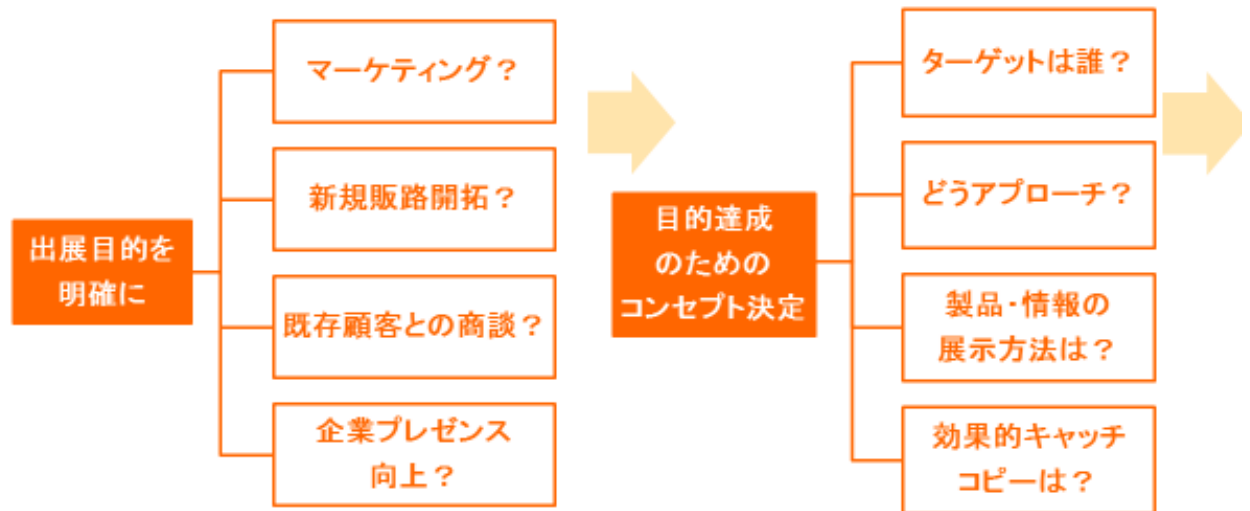 出展目的を
明確に
マーケティング？
新規販路開拓？
既存顧客との商談？
企業プレゼンス
向上？
目的達成
のための
コンセプト決定
ターゲットは誰？
どうアプローチ？
製品・情報の
展示方法は？
効果的キャッチ
コピーは？